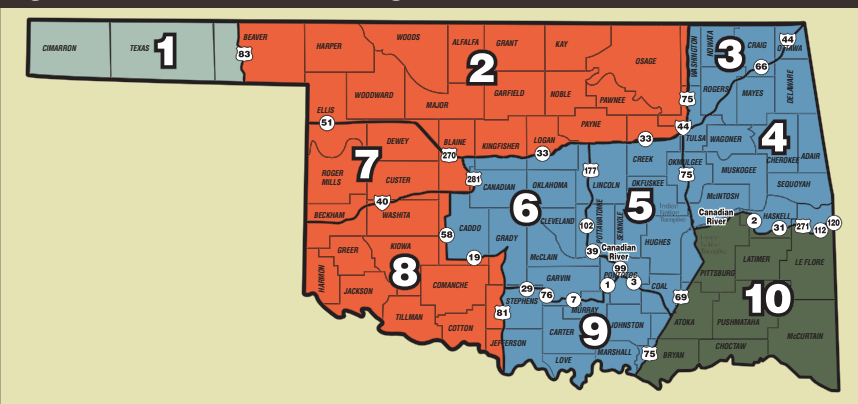 CIMARRON
TEXAS
1
BEAVER
83
HARPER
WOODS
ALFALFA
GRANT
KAY
2
OSAGE
WASHINGTON
NOWATA
3
CRAIG
44
OTTAWA
66
ROGERS
MAYES
DELAWARE
WOODWARD
MAJOR
GARFIELD
NOBLE
PAWNEE
75
ELLIS
51
PAYNE
44
DEWEY
BLAINE
270
KINGFISHER
LOGAN
33
33
TULSA
WAGONER
4
CHEROKEE
ADAIR
7
ROGER
MILLS
CUSTER
281
CANADIAN
OKLAHOMA
177
LINCOLN
CREEK
OKMULGEE
75
MUSKOGEE
SEQUOYAH
OKFUSKEE
40
BECKHAM
WASHITA
6
5
McINTOSH
58
CADDO
GRADY
CLEVELAND
102
POTTAWATOMIE
SEMINOLE
HUGHES
Canadian
River
2
HASKELL
31
271
112
120
GREER
KIOWA
19
McCLAIN
39
Canadian
River
99
PONTOTOC
PITTSBURG
LATIMER
LE FLORE
HARMON
JACKSON
8
COMANCHE
GARVIN
1
3
COAL
69
10
29
76
STEPHENS
7
MURRAY
81
TILLMAN
COTTON
JEFFERSON
CARTER
9
JOHNSTON
ATOKA
PUSHMATAHA
McCURTAIN
LOVE
MARSHALL
75
BRYAN
CHOCTAW